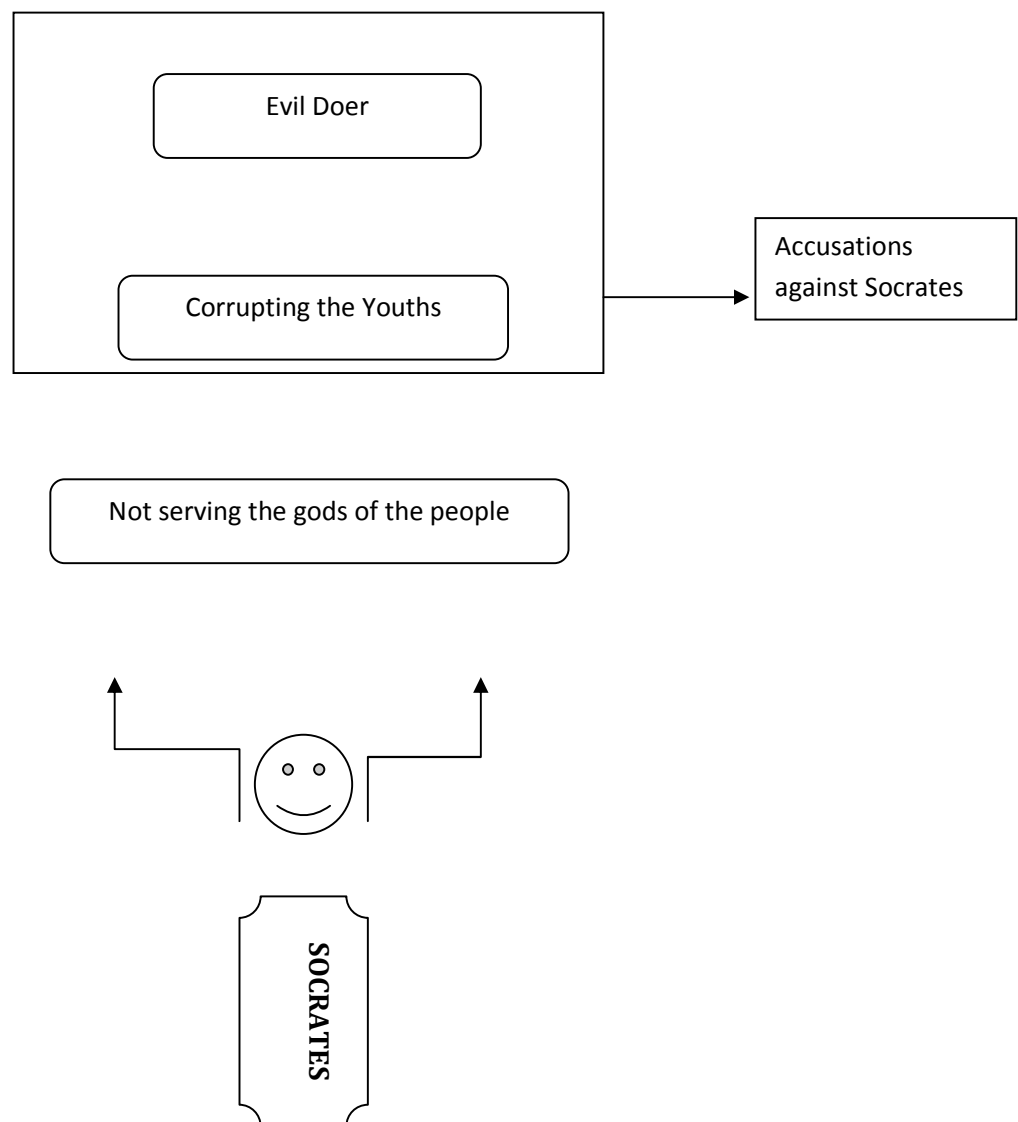 Evil Doer
Accusations
against Socrates
Corrupting the Youths
Not serving the gods of the people
SOCRATES